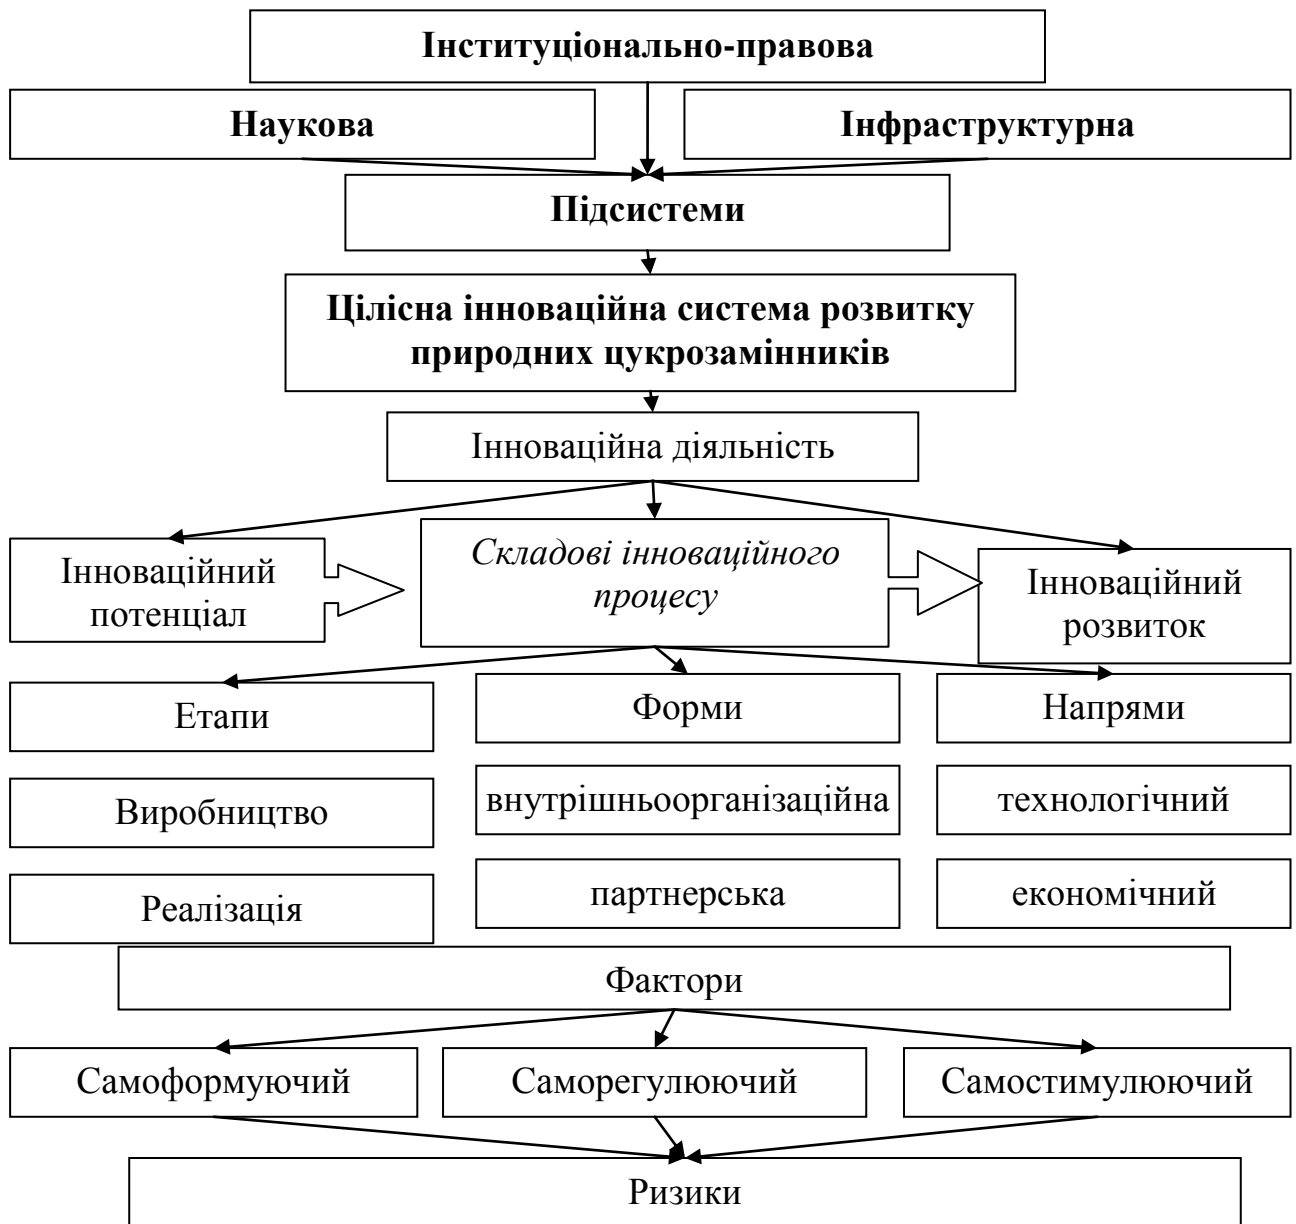 Інституціонально-правова
Наукова
Інфраструктурна
Підсистеми
Цілісна інноваційна система розвитку
природних цукрозамінників
Інноваційна діяльність
Інноваційний
потенціал
Складові інноваційного
процесу
Інноваційний
розвиток
Етапи
Форми
Напрями
Виробництво
внутрішньоорганізаційна
технологічний
Реалізація
партнерська
економічний
Фактори
Самоформуючий
Саморегулюючий
Самостимулюючий
Ризики